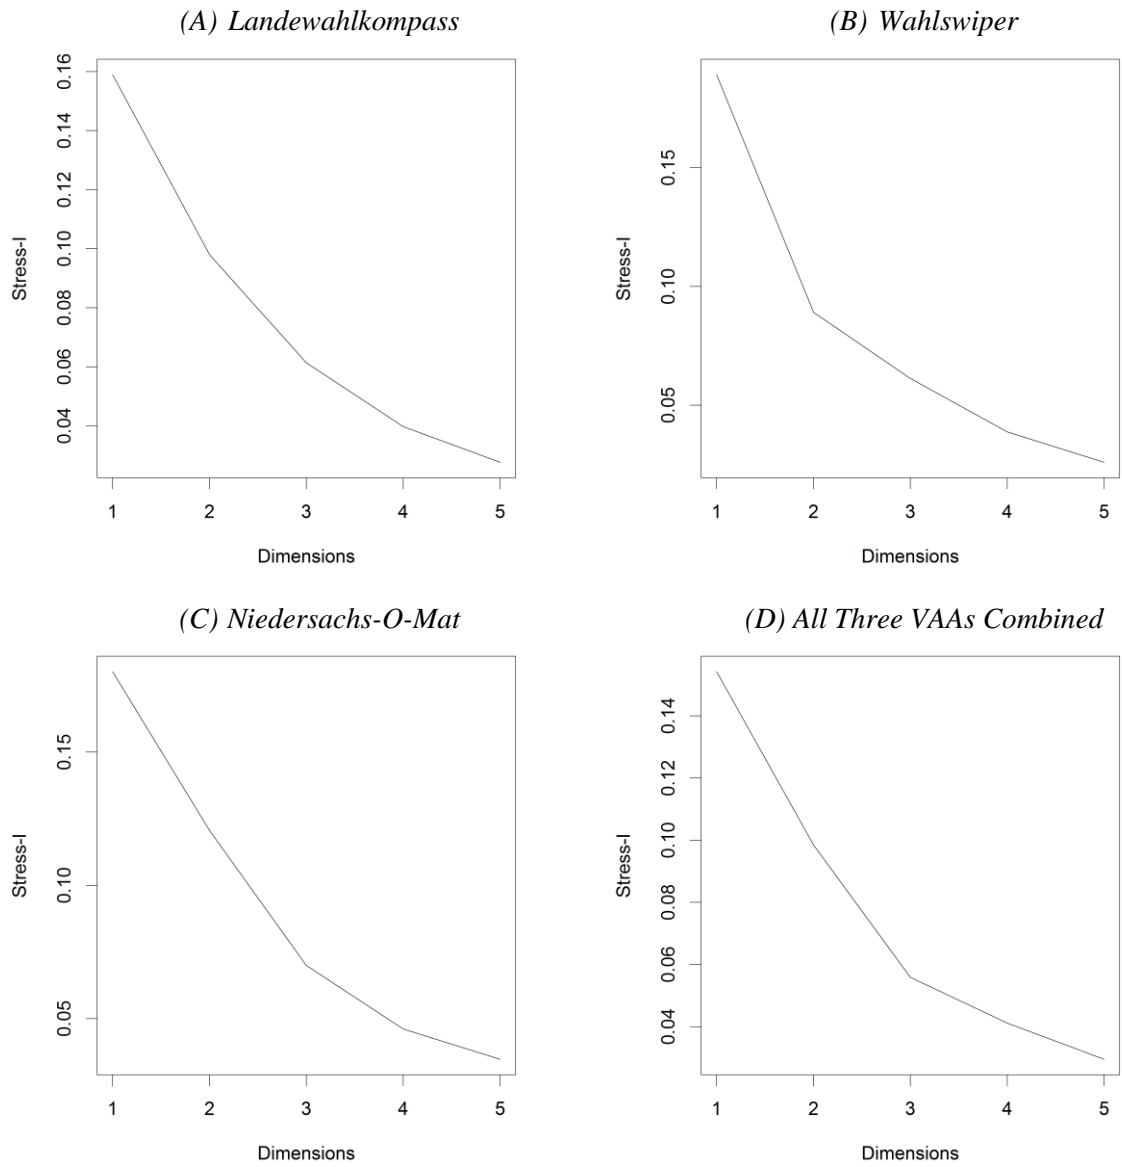 (A) Landewahlkompass
Stress-I
0.16
0.14
0.12
0.10
0.08
0.06
0.04
1 2 3 4 5
Dimensions
(B) Wahlswiper
Stress-I
0.15
0.10
0.05
1 2 3 4 5
Dimensions
(C) Niedersachs-O-Mat
Stress-I
0.15
0.10
0.05
1 2 3 4 5
Dimensions
(D) All Three VAAs Combined
Stress-I
0.14
0.12
0.10
0.08
0.06
0.04
1 2 3 4 5
Dimensions